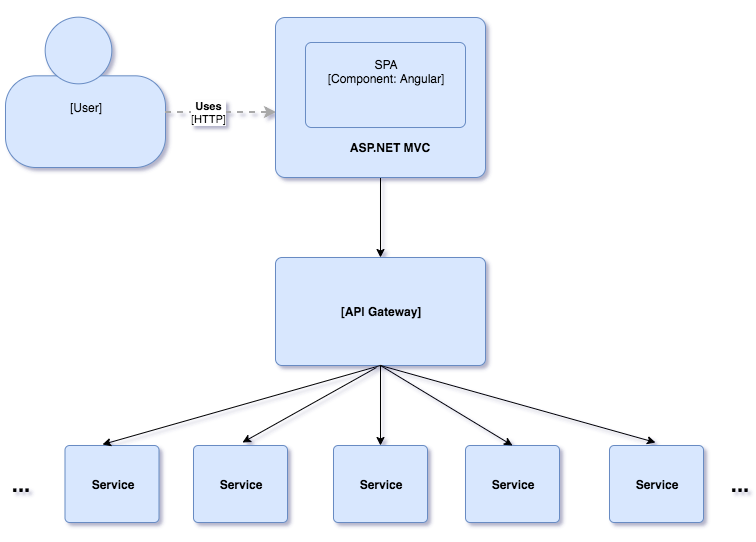 [User]
Uses
[HTTP]
SPA
[Component: Angular]
ASP.NET MVC
[API Gateway]
... Service Service Service Service Service ...